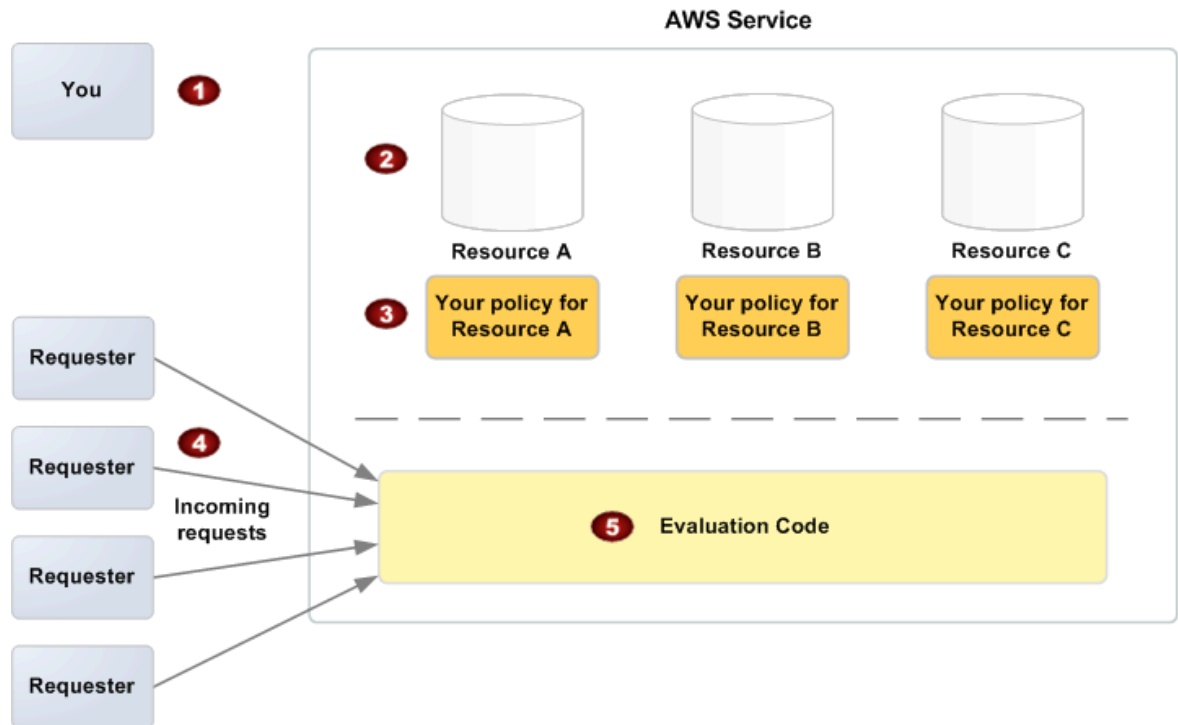 AWS Service
You
1
2
Resource A
Resource B
Resource C
3
Your policy for
Resource A
Your policy for
Resource B
Your policy for
Resource C
Requester
4
Requester
Incoming
requests
5
Evaluation Code
Requester
Requester